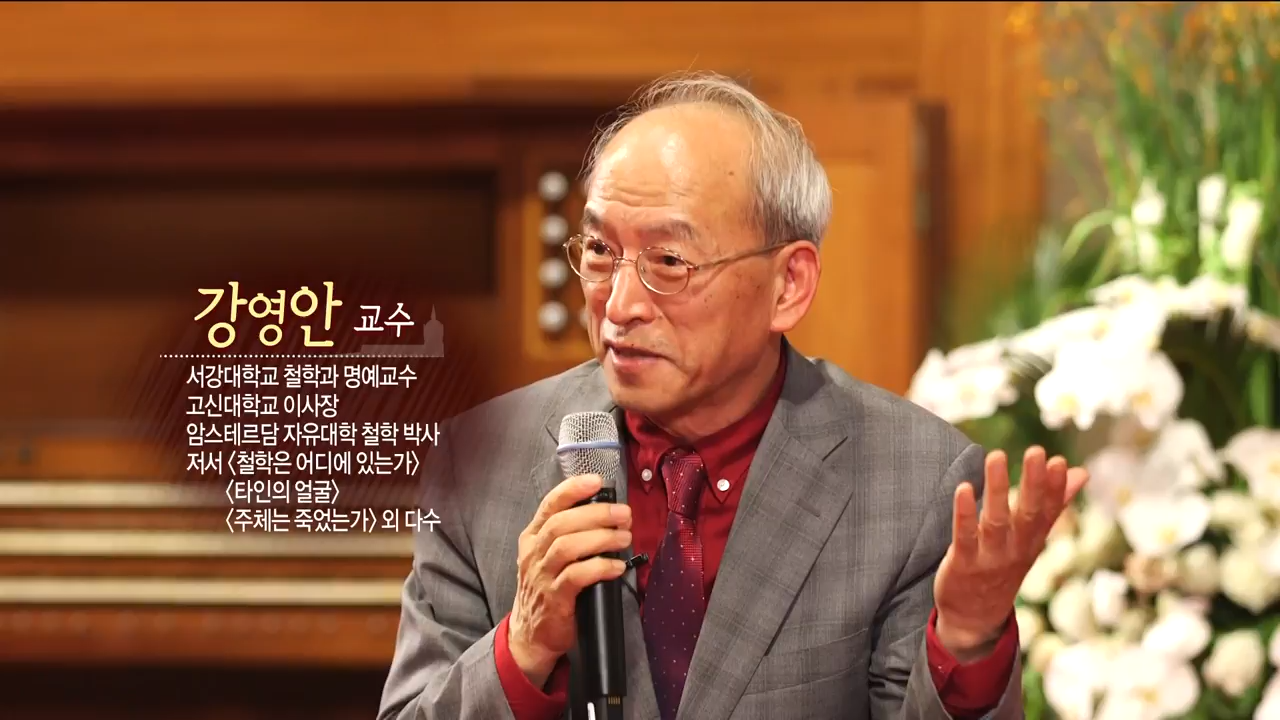 강영안 교수
서강대학교 철학과 명예교수
고신대학교 이사장
암스테르담 자유대학 철학 박사
저서 〈철학은 어디에 있는가〉
〈타인의 얼굴〉
〈주체는 죽었는가〉 외 다수